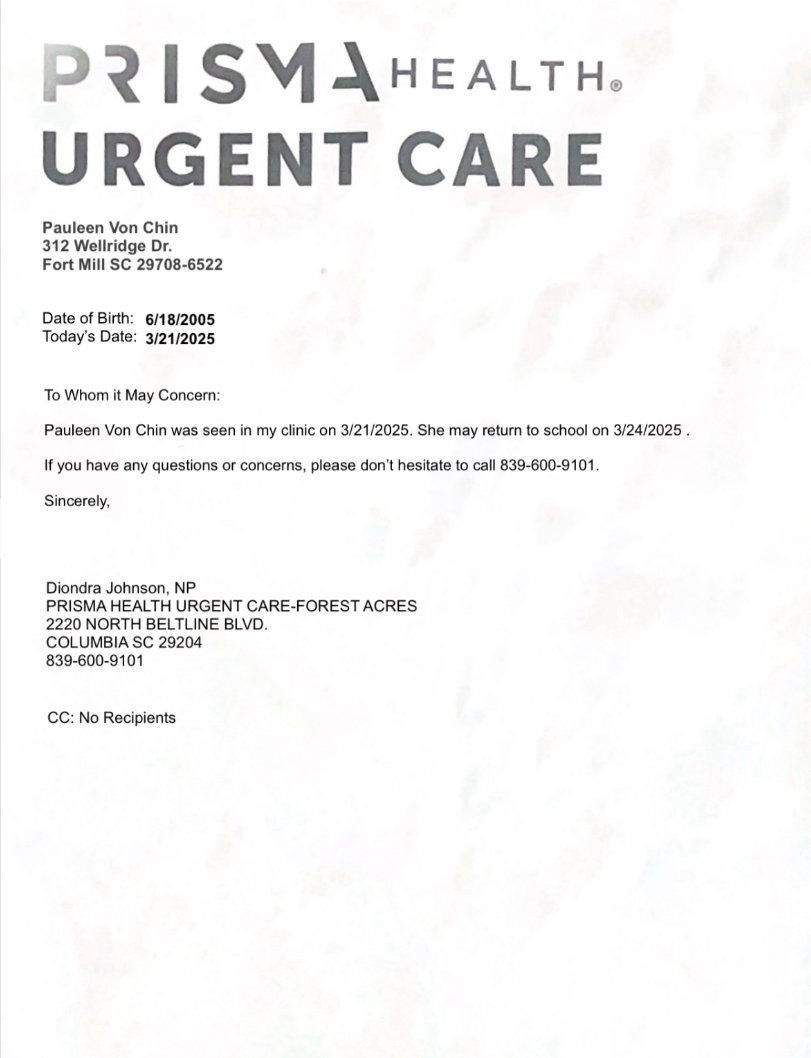 PRISMA HEALTH®
URGENT CARE
Pauleen Von Chin
312 Wellridge Dr.
Fort Mill SC 29708-6522
Date of Birth: 6/18/2005
Today's Date: 3/21/2025
To Whom it May Concern:
Pauleen Von Chin was seen in my clinic on 3/21/2025. She may return to school on 3/24/2025 .
If you have any questions or concerns, please don't hesitate to call 839-600-9101.
Sincerely,
Diondra Johnson, NP
PRISMA HEALTH URGENT CARE-FOREST ACRES
2220 NORTH BELTLINE BLVD.
COLUMBIA SC 29204
839-600-9101
CC: No Recipients